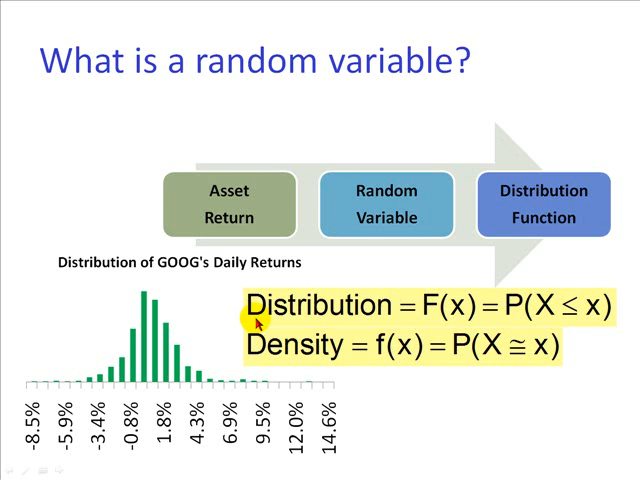 What is a random variable?
Asset
Return
Random
Variable
Distribution
Function
Distribution of GOOG's Daily Returns
Distribution = F(x) = P(X ≤ x)
Density = f(x) = P(X ≅ x)
-8.5%
-5.9%
-3.4%
-0.8%
1.8%
4.3%
6.9%
9.5%
12.0%
14.6%